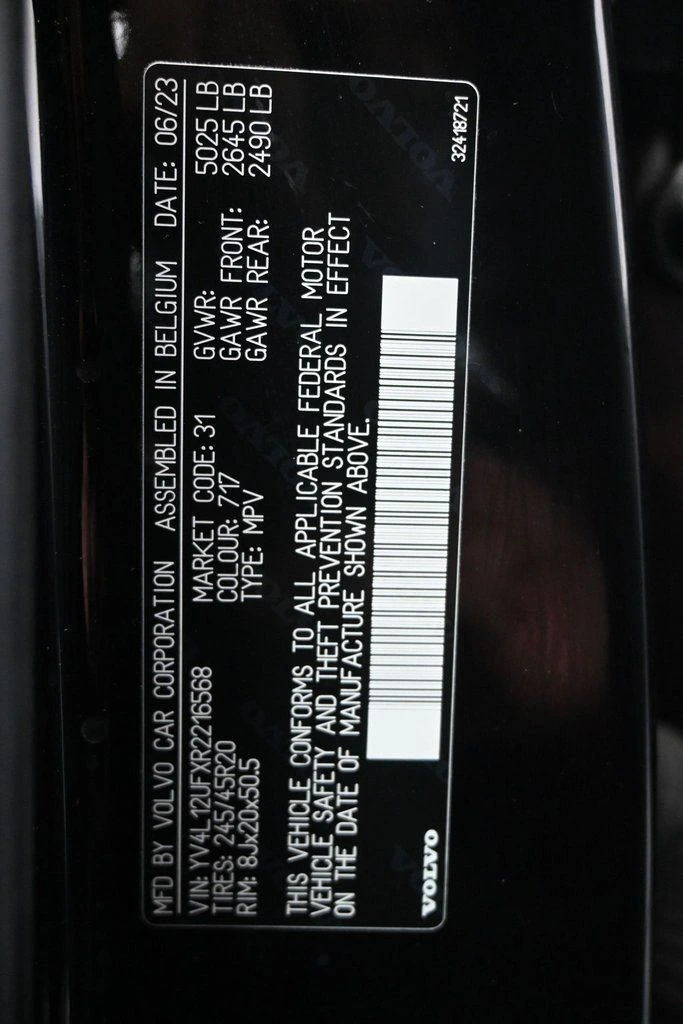 MFD BY VOLVO CAR CORPORATION ASSEMBLED IN BELGIUM DATE: 06/23
VIN: YV4L12UFXR2216568 MARKET CODE: 31 GVWR: 5025 LB
TIRES: 245/45R20 COLOUR: 717 GAWR FRONT: 2645 LB
RIM: 8Jx20x50.5 TYPE: MPV GAWR REAR: 2490 LB
THIS VEHICLE CONFORMS TO ALL APPLICABLE FEDERAL MOTOR
VEHICLE SAFETY AND THEFT PREVENTION STANDARDS IN EFFECT
ON THE DATE OF MANUFACTURE SHOWN ABOVE.
VOLVO 32418721